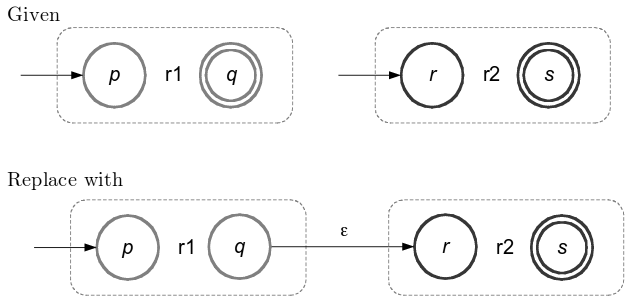 Given
p r1 q r r2 s
Replace with
ε
p r1 q r r2 s